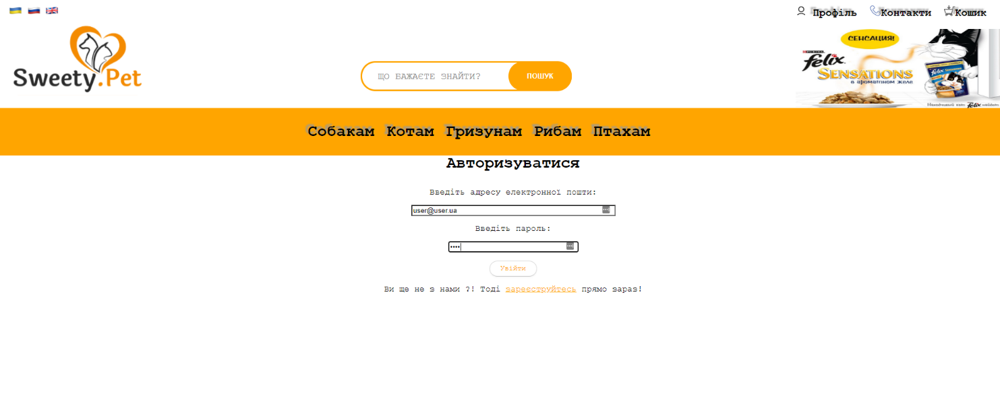 Профіль Контакти Кошик
Sweety.Pet
ЩО БАЖАЄТЕ ЗНАЙТИ? ПОШУК
СЕНСАЦИЯ!
PURINA
felix
SENSATIONS
в ароматном желе
Собакам Котам Гризунам Рибам Птахам
Авторизуватися
Введіть адресу електронної пошти:
user@user.ua
Введіть пароль:
••••
Увійти
Ви ще не з нами ?! Тоді зареєструйтесь прямо зараз!